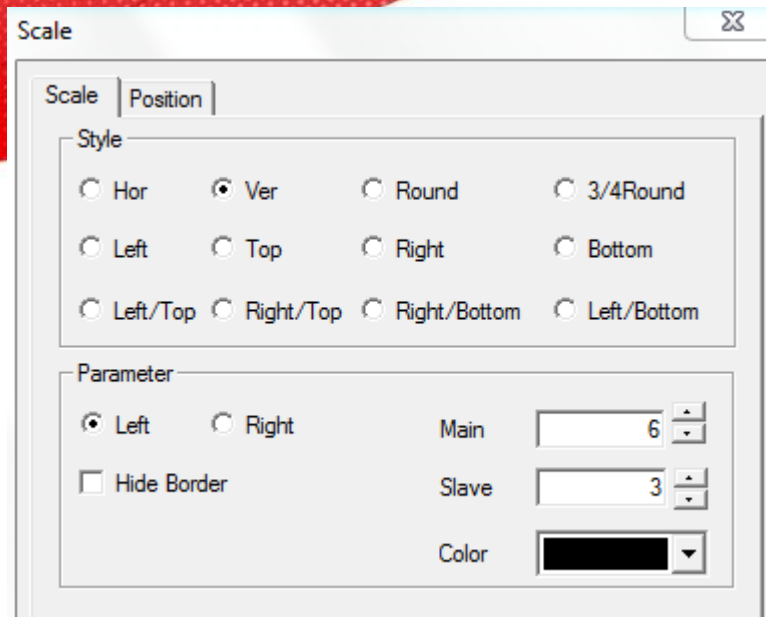 Scale
Scale Position
Style
Hor Ver Round 3/4Round
Left Top Right Bottom
Left/Top Right/Top Right/Bottom Left/Bottom
Parameter
Left Right Main 6
Hide Border Slave 3
Color